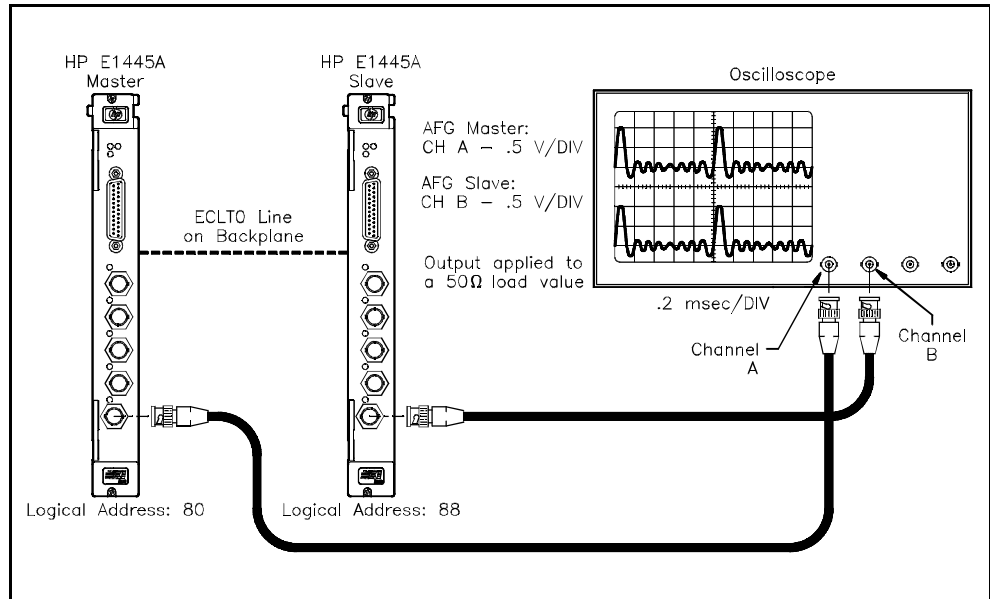 HP E1445A
Master
HP E1445A
Slave
Oscilloscope
AFG Master:
CH A – .5 V/DIV
AFG Slave:
CH B – .5 V/DIV
ECLT0 Line
on Backplane
Output applied to
a 50Ω load value
.2 msec/DIV
Channel
A
Channel
B
Logical Address: 80
Logical Address: 88